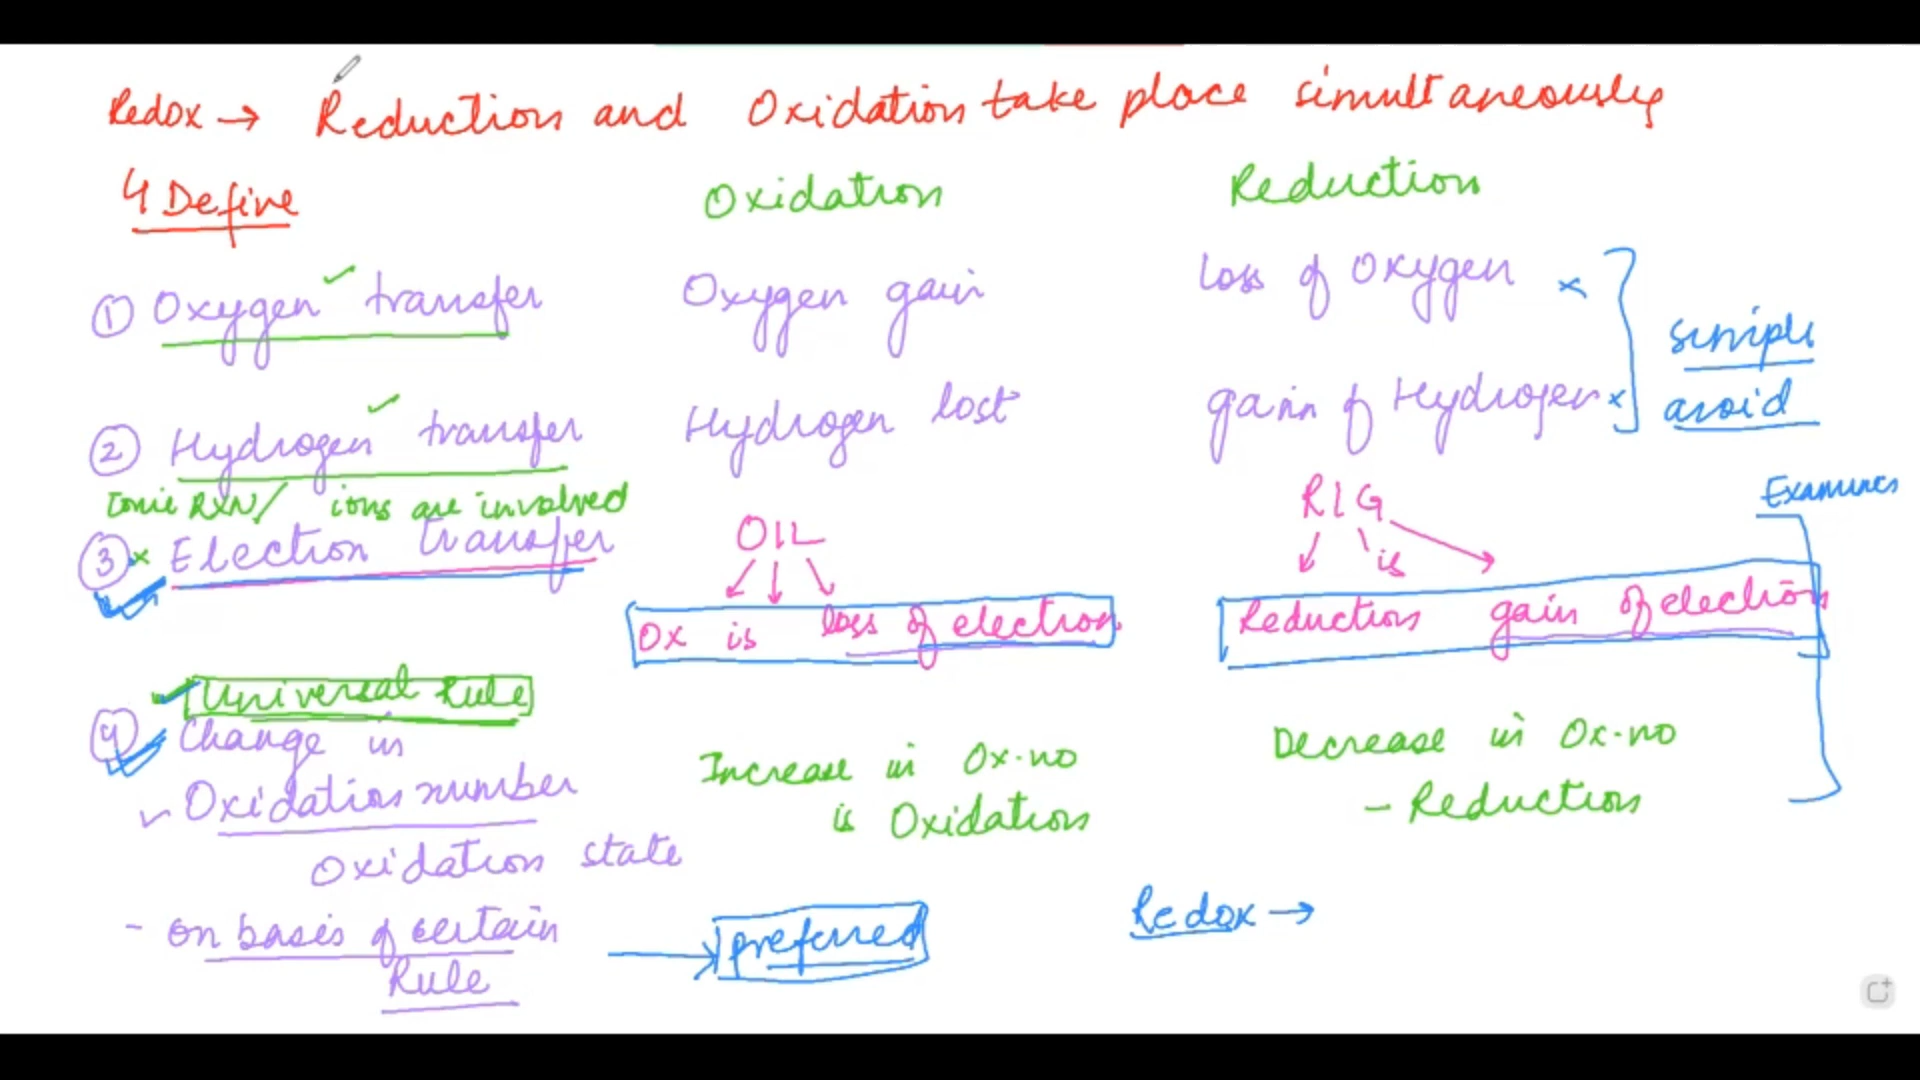 Redox → Reduction and Oxidation take place simultaneously
4 Define Oxidation Reduction
① Oxygen transfer Oxygen gain loss of oxygen ×
simple
② Hydrogen transfer Hydrogen lost gain of Hydrogen ×
avoid
Ionic RXN/ ions are involved
RIG
Examiners
③ × Electron transfer
OIL
is
Ox is loss of electron
Reduction gain of electron
Universal Rule
④ Change in
Oxidation number
Oxidation state
Increase in Ox.no
is Oxidation
Decrease in Ox.no
- Reduction
- on basis of certain
Rule
→ preferred
Redox →